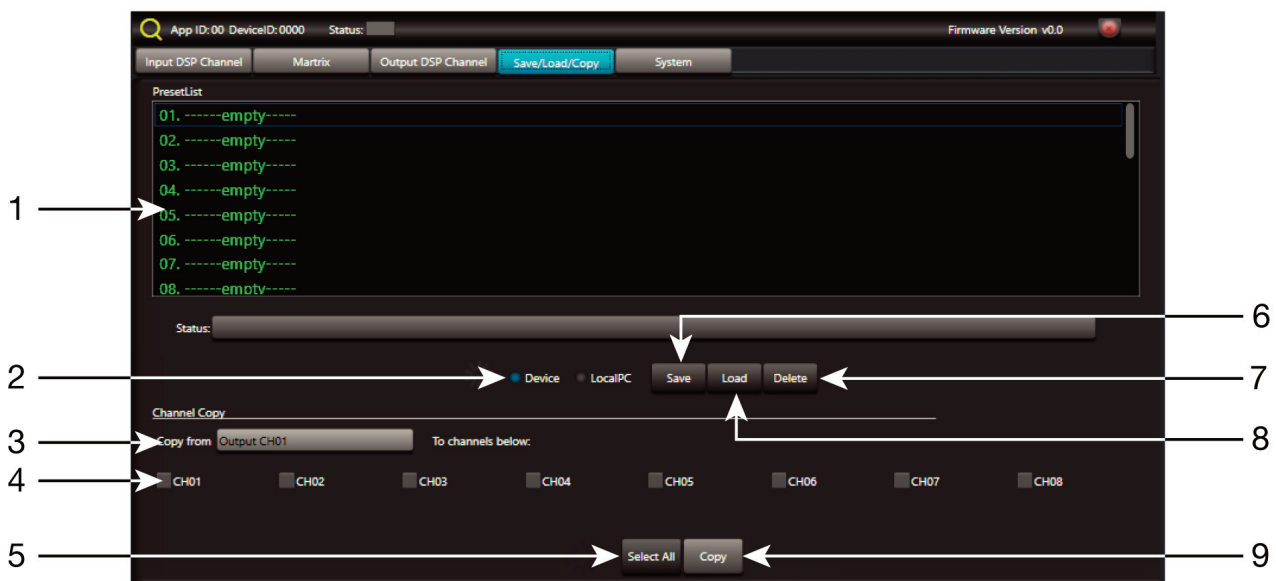 App ID: 00 DeviceID: 0000 Status: Firmware Version v0.0
Input DSP Channel Martrix Output DSP Channel Save/Load/Copy System
PresetList
01. ------empty-----
02. ------empty-----
03. ------empty-----
04. ------empty-----
1 05. ------empty-----
06. ------empty-----
07. ------empty-----
08. ------empty-----
Status: 6
2 Device LocalPC Save Load Delete 7
Channel Copy
3 Copy from Output CH01 To channels below: 8
4 CH01 CH02 CH03 CH04 CH05 CH06 CH07 CH08
5 Select All Copy 9